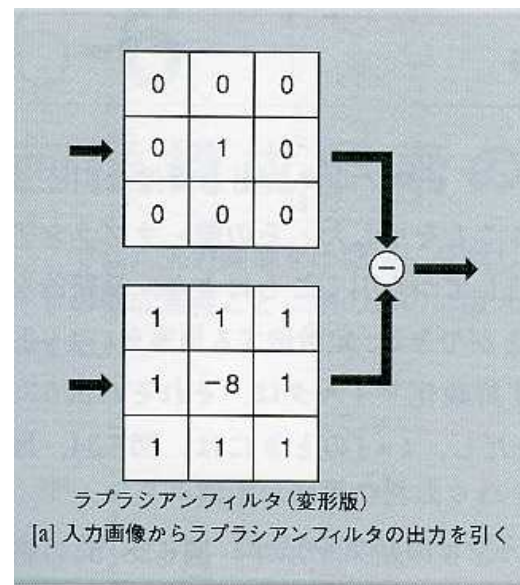 0 0 0
0 1 0
0 0 0
−
1 1 1
1 −8 1
1 1 1
ラプラシアンフィルタ(変形版)
[a] 入力画像からラプラシアンフィルタの出力を引く